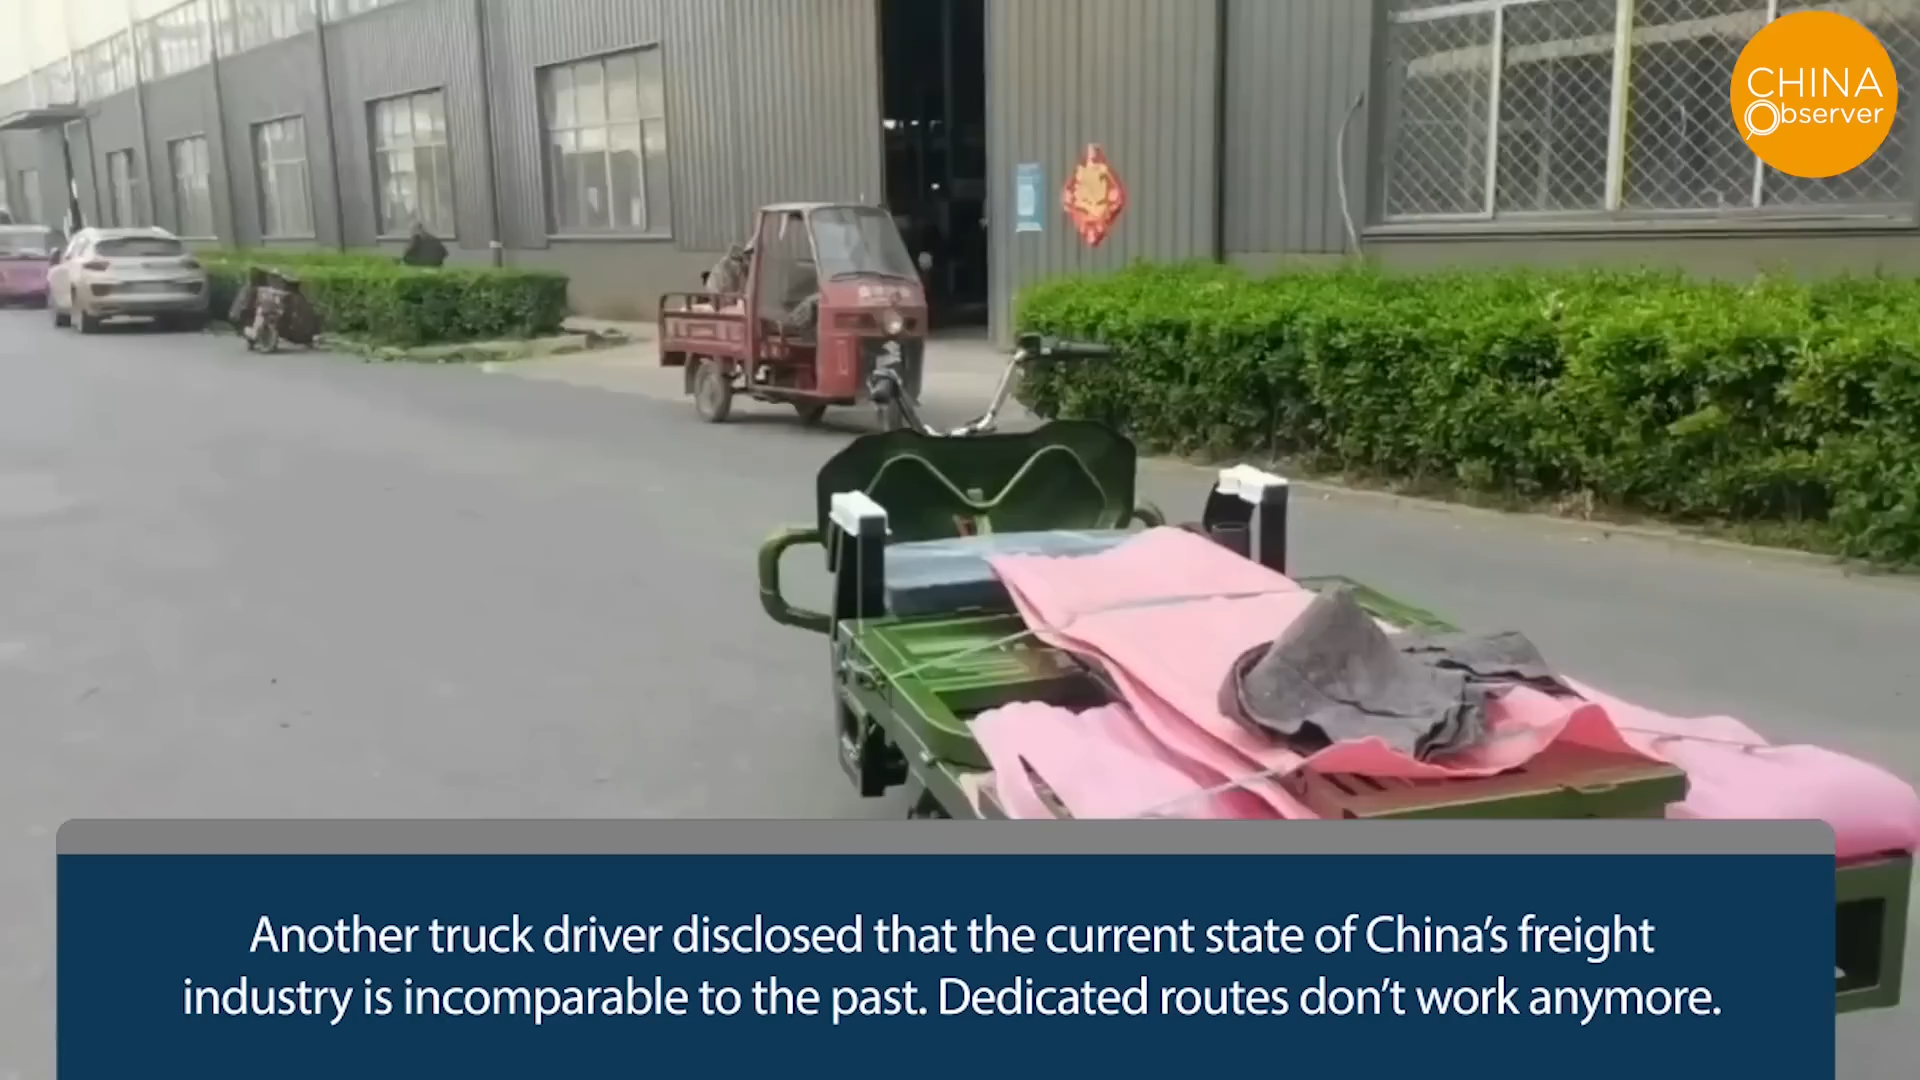 CHINA
Observer
Another truck driver disclosed that the current state of China’s freight
industry is incomparable to the past. Dedicated routes don’t work anymore.